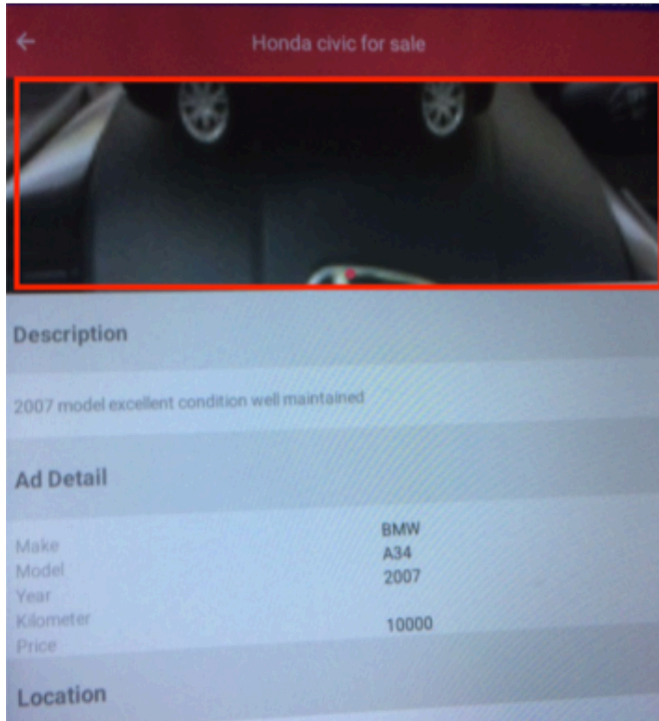 Honda civic for sale
Description
2007 model excellent condition well maintained
Ad Detail
Make BMW
Model A34
Year 2007
Kilometer
Price 10000
Location